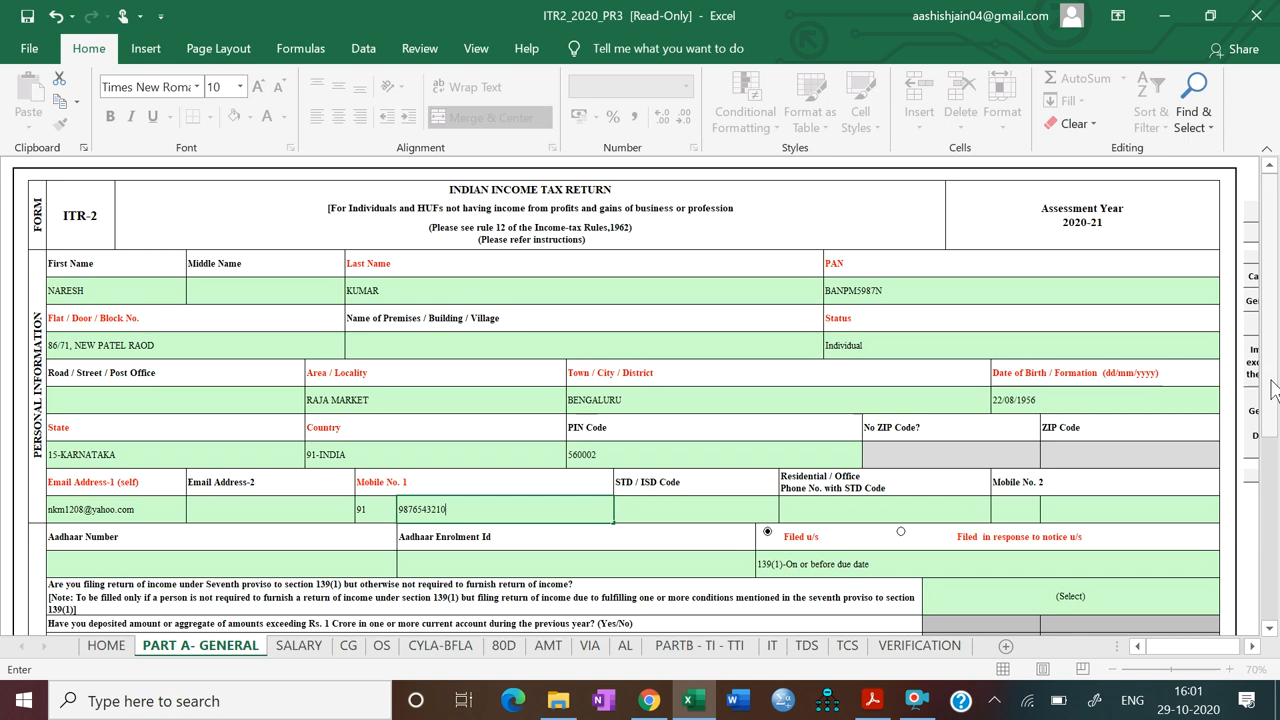 ITR2_2020_PR3 [Read-Only] - Excel
aashishjain04@gmail.com
File Home Insert Page Layout Formulas Data Review View Help Tell me what you want to do Share
Paste
Clipboard
Times New Roma 10
B I U
Font
Wrap Text
Merge & Center
Alignment
% ,
Number
Conditional Formatting
Format as Table
Cell Styles
Styles
Insert Delete Format
Cells
AutoSum
Fill
Clear
Sort & Filter
Find & Select
Editing
FORM
ITR-2
INDIAN INCOME TAX RETURN
[For Individuals and HUFs not having income from profits and gains of business or profession
(Please see rule 12 of the Income-tax Rules,1962)
(Please refer instructions)
Assessment Year
2020-21
PERSONAL INFORMATION
First Name Middle Name Last Name PAN
NARESH KUMAR BANPM5987N
Flat / Door / Block No. Name of Premises / Building / Village Status
86/71, NEW PATEL RAOD Individual
Road / Street / Post Office Area / Locality Town / City / District Date of Birth / Formation (dd/mm/yyyy)
RAJA MARKET BENGALURU 22/08/1956
State Country PIN Code No ZIP Code? ZIP Code
15-KARNATAKA 91-INDIA 560002
Email Address-1 (self) Email Address-2 Mobile No. 1 STD / ISD Code Residential / Office
Phone No. with STD Code Mobile No. 2
nkm1208@yahoo.com 91 9876543210
Aadhaar Number Aadhaar Enrolment Id Filed u/s Filed in response to notice u/s
139(1)-On or before due date
Are you filing return of income under Seventh proviso to section 139(1) but otherwise not required to furnish return of income?
[Note: To be filled only if a person is not required to furnish a return of income under section 139(1) but filing return of income due to fulfilling one or more conditions mentioned in the seventh proviso to section
139(1)]
(Select)
Have you deposited amount or aggregate of amounts exceeding Rs. 1 Crore in one or more current account during the previous year? (Yes/No)
Ca
Ge
In
exc
the
Ge
D
HOME PART A- GENERAL SALARY CG OS CYLA-BFLA 80D AMT VIA AL PARTB - TI - TTI IT TDS TCS VERIFICATION
Enter
70%
Type here to search
ENG
16:01
29-10-2020